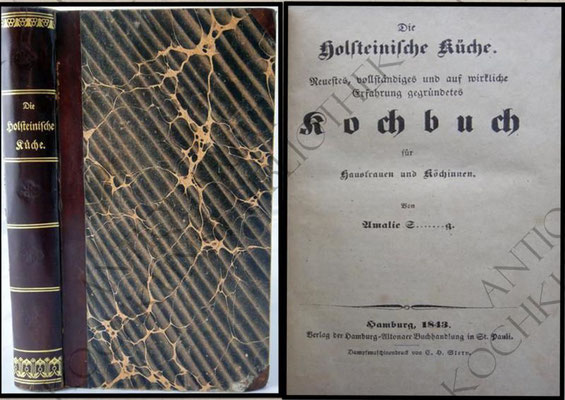 Die
Holsteinische
Küche.
Die
Holsteinische Küche.
Neuestes, vollständiges und auf wirkliche
Erfahrung gegründetes
Kochbuch
für
Hausfrauen und Köchinnen.
Von
Amalie S.......g.
Hamburg, 1843.
Verlag der Hamburg-Altonaer Buchhandlung in St. Pauli.
Dampfmaschinendruck von